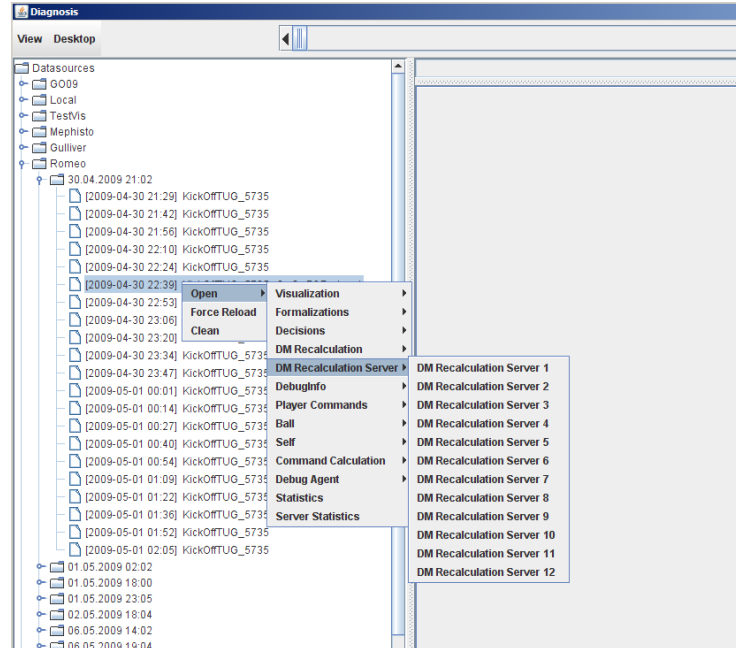 Diagnosis
View Desktop
Datasources
GO09
Local
TestVis
Mephisto
Gulliver
Romeo
30.04.2009 21:02
[2009-04-30 21:29] KickOffTUG_5735
[2009-04-30 21:42] KickOffTUG_5735
[2009-04-30 21:56] KickOffTUG_5735
[2009-04-30 22:10] KickOffTUG_5735
[2009-04-30 22:24] KickOffTUG_5735
[2009-04-30 22:39]
[2009-04-30 22:53]
[2009-04-30 23:06]
[2009-04-30 23:20]
[2009-04-30 23:34] KickOffTUG_5735
[2009-04-30 23:47] KickOffTUG_5735
[2009-05-01 00:01] KickOffTUG_5735
[2009-05-01 00:14] KickOffTUG_5735
[2009-05-01 00:27] KickOffTUG_5735
[2009-05-01 00:40] KickOffTUG_5735
[2009-05-01 00:54] KickOffTUG_5735
[2009-05-01 01:09] KickOffTUG_5735
[2009-05-01 01:22] KickOffTUG_5735
[2009-05-01 01:36] KickOffTUG_5735
[2009-05-01 01:52] KickOffTUG_5735
[2009-05-01 02:05] KickOffTUG_5735
01.05.2009 02:02
01.05.2009 18:00
01.05.2009 23:05
02.05.2009 18:04
06.05.2009 14:02
06.05.2009 19:04
Open
Force Reload
Clean
Visualization
Formalizations
Decisions
DM Recalculation
DM Recalculation Server
DebugInfo
Player Commands
Ball
Self
Command Calculation
Debug Agent
Statistics
Server Statistics
DM Recalculation Server 1
DM Recalculation Server 2
DM Recalculation Server 3
DM Recalculation Server 4
DM Recalculation Server 5
DM Recalculation Server 6
DM Recalculation Server 7
DM Recalculation Server 8
DM Recalculation Server 9
DM Recalculation Server 10
DM Recalculation Server 11
DM Recalculation Server 12